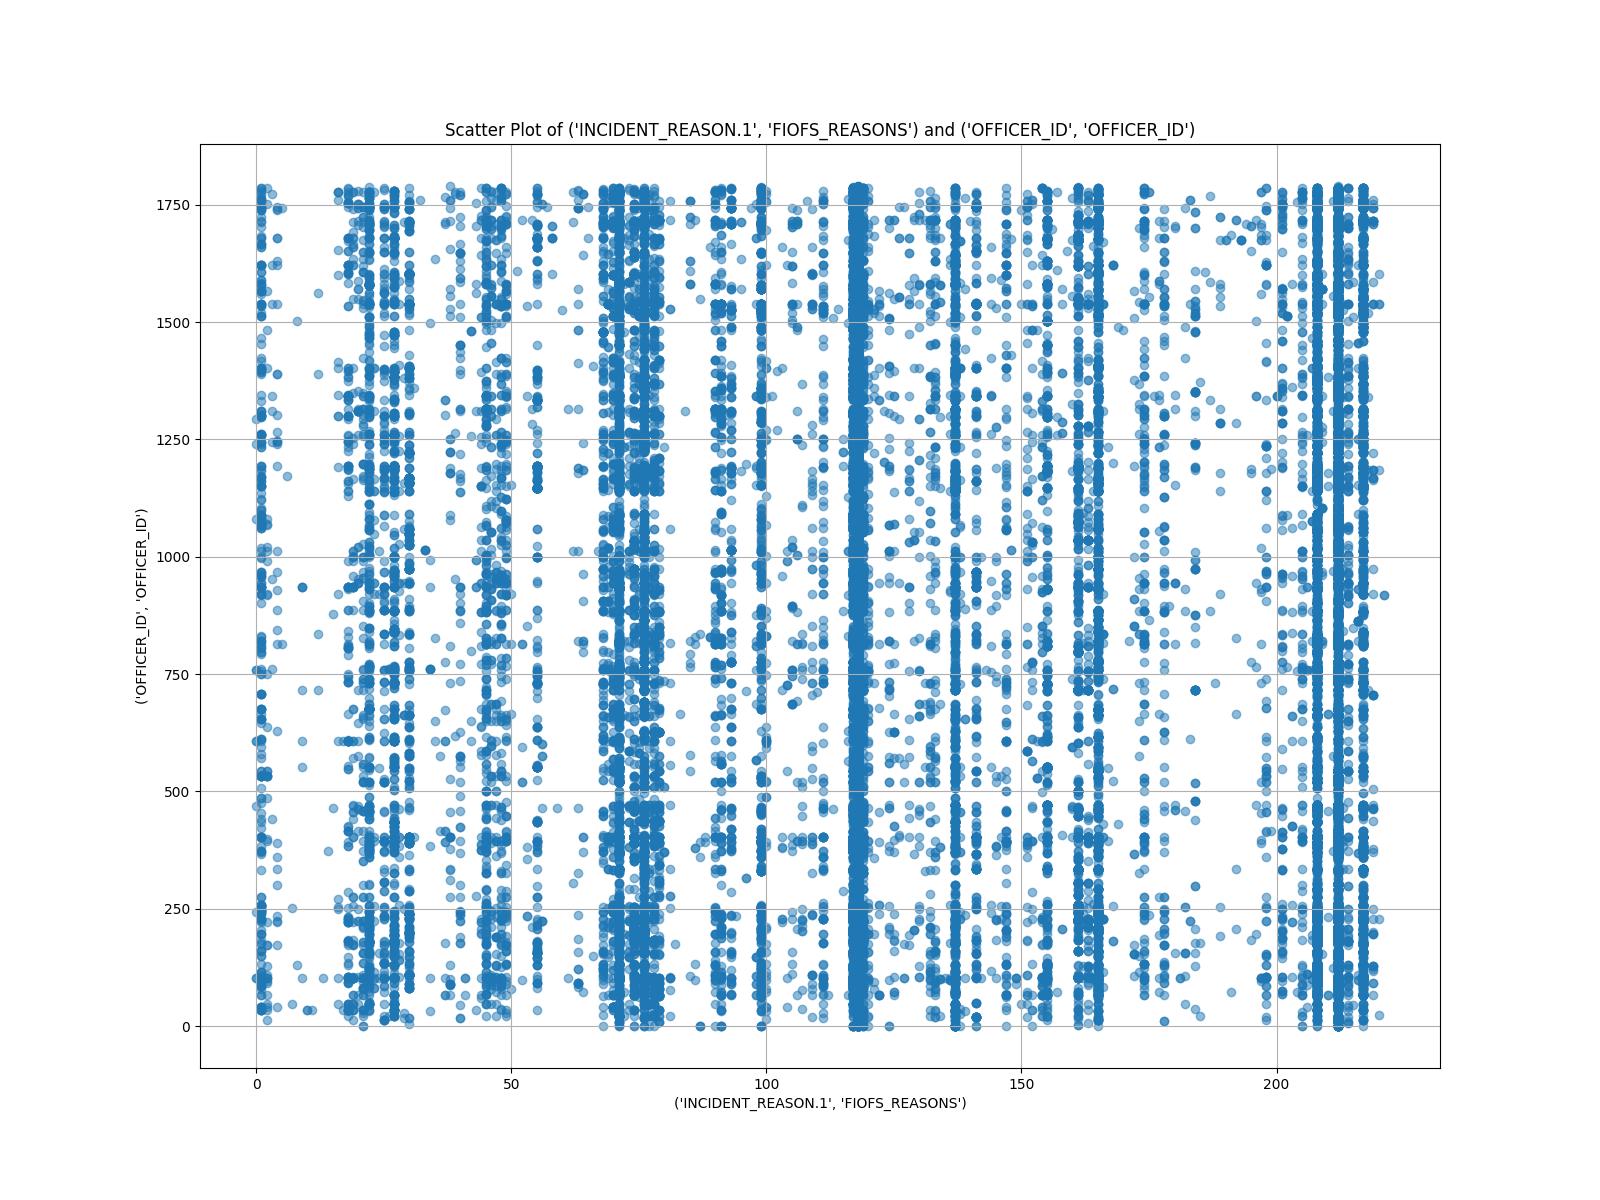 Scatter Plot of ('INCIDENT_REASON.1', 'FIOFS_REASONS') and ('OFFICER_ID', 'OFFICER_ID')
('OFFICER_ID', 'OFFICER_ID')
1750
1500
1250
1000
750
500
250
0
0 50 100 150 200
('INCIDENT_REASON.1', 'FIOFS_REASONS')